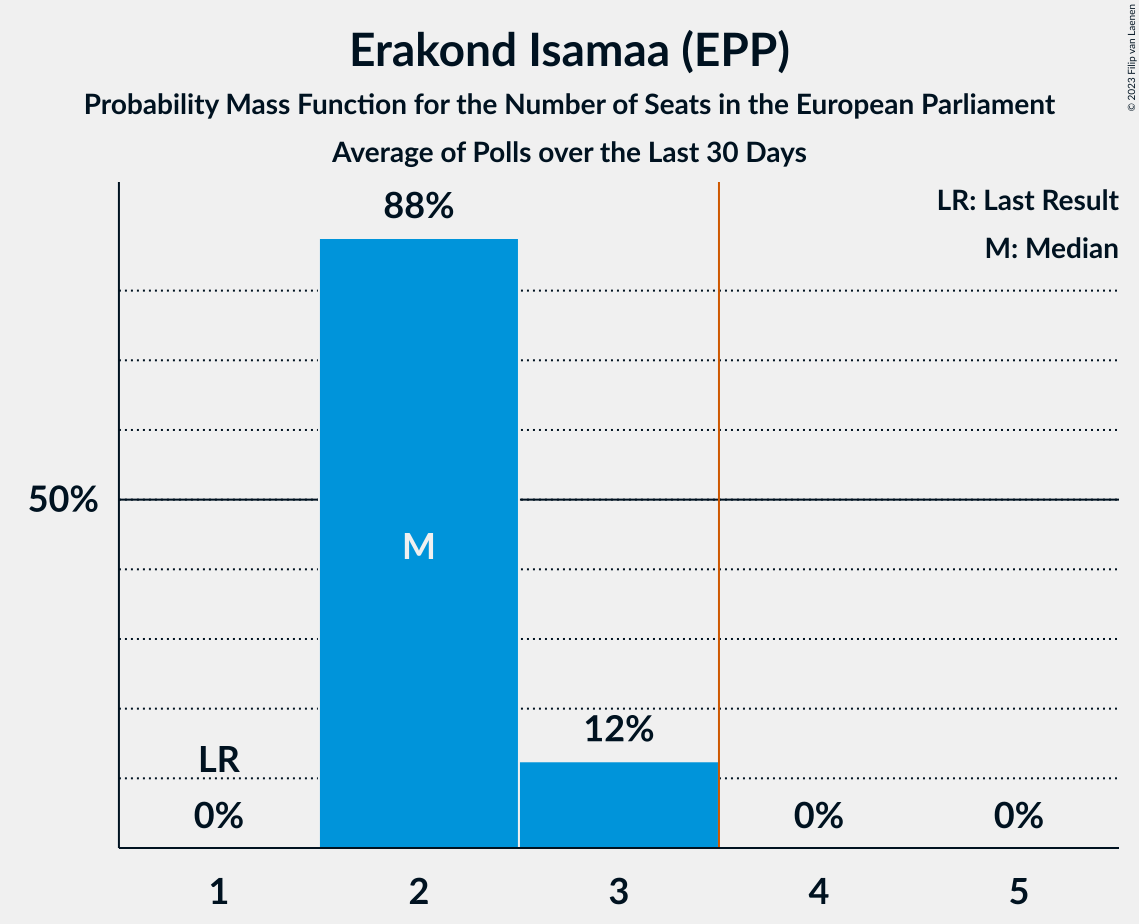 Erakond Isamaa (EPP)
Probability Mass Function for the Number of Seats in the European Parliament
Average of Polls over the Last 30 Days
© 2023 Filip van Laenen
LR: Last Result
M: Median
88%
50%
M
12%
LR
0%
0%
0%
1
2
3
4
5